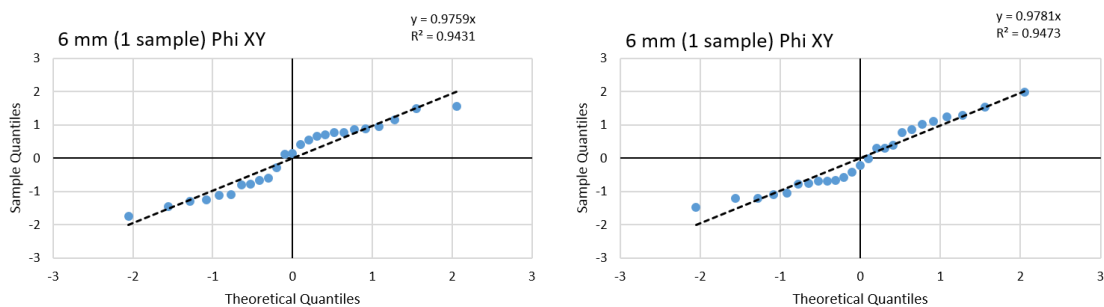 y = 0.9759x
R² = 0.9431
6 mm (1 sample) Phi XY
3
2
1
0
-1
-2
-3
-3
-2
-1
0
1
2
3
Sample Quantiles
Theoretical Quantiles
y = 0.9781x
R² = 0.9473
6 mm (1 sample) Phi XY
3
2
1
0
-1
-2
-3
-3
-2
-1
0
1
2
3
Sample Quantiles
Theoretical Quantiles